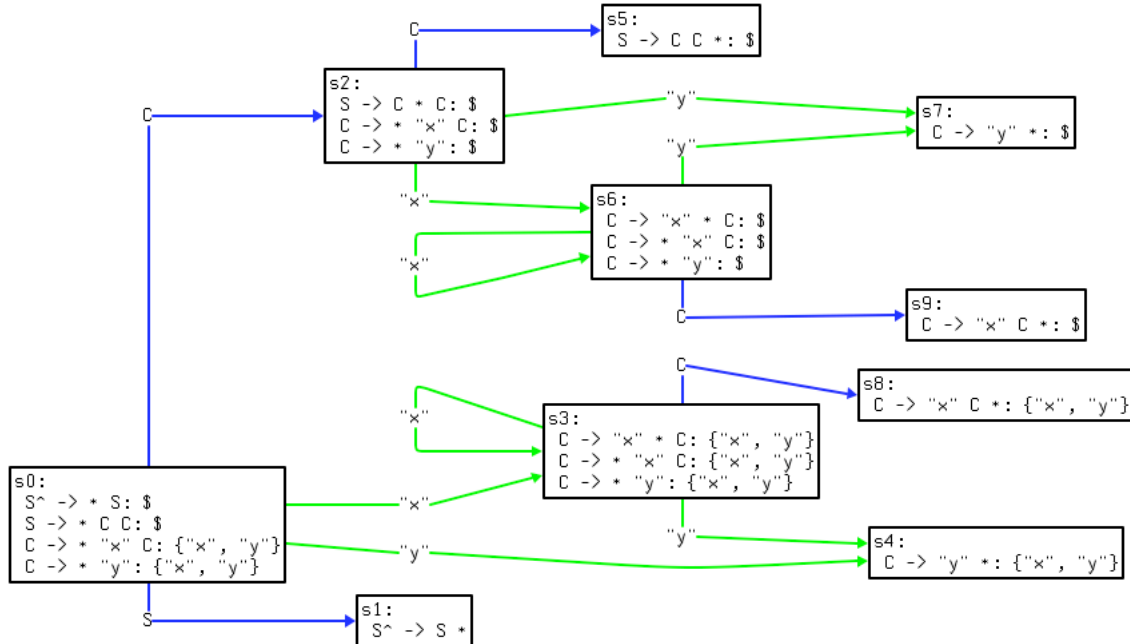 C
s5:
S -> C C *: $
s2:
S -> C * C: $
C -> * "x" C: $
C -> * "y": $
"y"
s7:
C -> "y" *: $
C
"y"
"x"
s6:
C -> "x" * C: $
C -> * "x" C: $
C -> * "y": $
"x"
s9:
C -> "x" C *: $
C
C
s8:
C -> "x" C *: {"x", "y"}
"x"
s3:
C -> "x" * C: {"x", "y"}
C -> * "x" C: {"x", "y"}
C -> * "y": {"x", "y"}
s0:
S^ -> * S: $
S -> * C C: $
C -> * "x" C: {"x", "y"}
C -> * "y": {"x", "y"}
"x"
"y"
"y"
s4:
C -> "y" *: {"x", "y"}
S
s1:
S^ -> S *